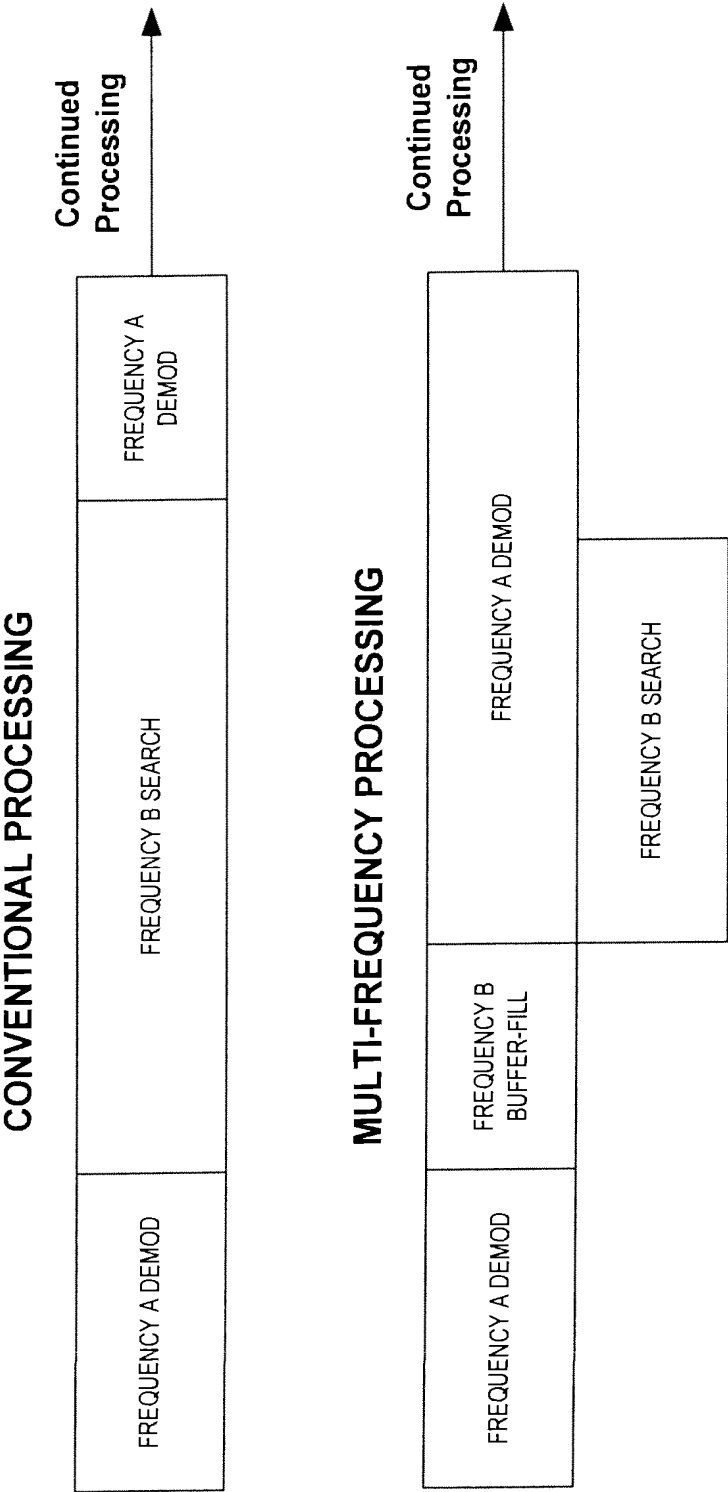 CONVENTIONAL PROCESSING
FREQUENCY A DEMOD
FREQUENCY B SEARCH
FREQUENCY A
DEMOD
Continued
Processing
MULTI-FREQUENCY PROCESSING
FREQUENCY A DEMOD
FREQUENCY B
BUFFER-FILL
FREQUENCY A DEMOD
Continued
Processing
FREQUENCY B SEARCH